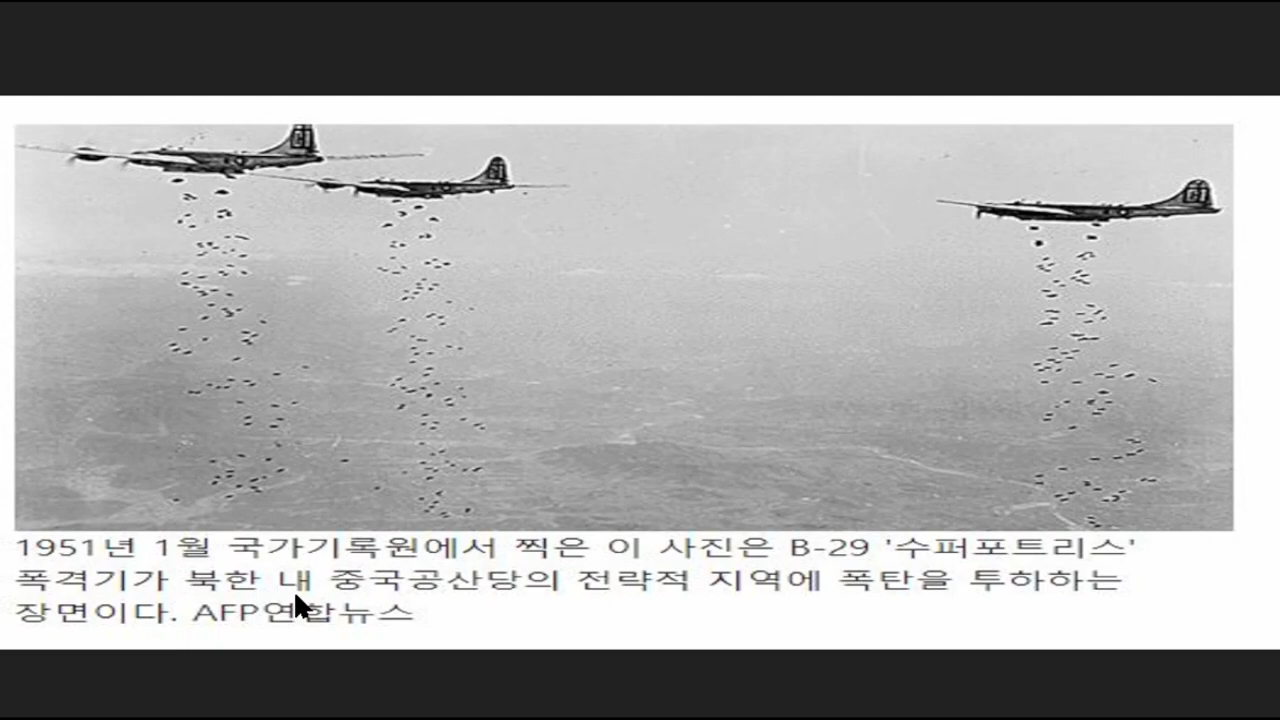 1951년 1월 국가기록원에서 찍은 이 사진은 B-29 '수퍼포트리스'
폭격기가 북한 내 중국공산당의 전략적 지역에 폭탄을 투하하는
장면이다. AFP연합뉴스